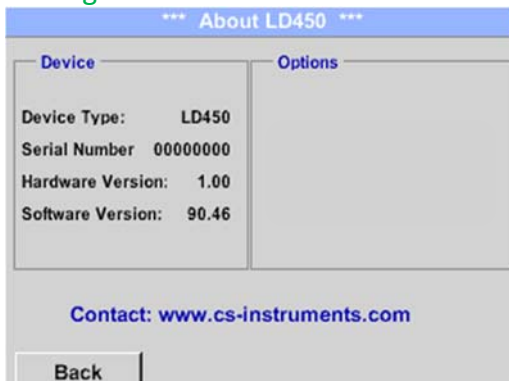 *** About LD450 ***
Device
Options
Device Type: LD450
Serial Number 00000000
Hardware Version: 1.00
Software Version: 90.46
Contact: www.cs-instruments.com
Back